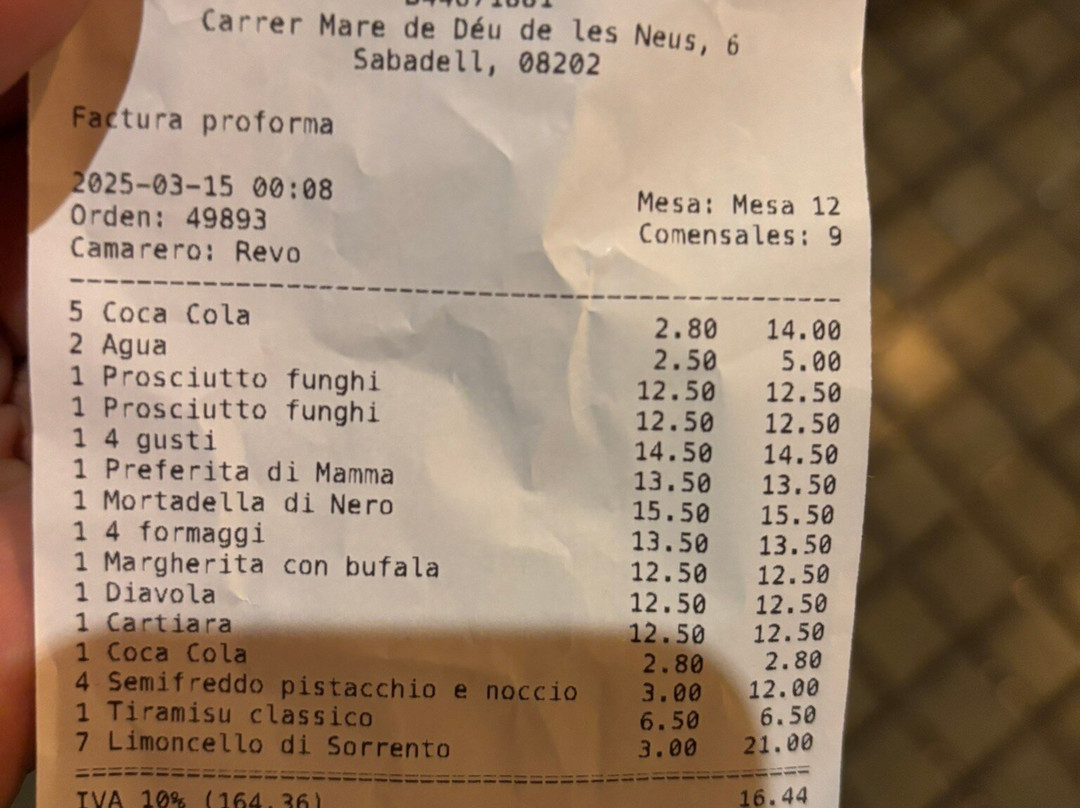 Carrer Mare de Déu de les Neus, 6
Sabadell, 08202
Factura proforma
2025-03-15 00:08
Mesa: Mesa 12
Orden: 49893
Comensales: 9
Camarero: Revo
5 Coca Cola 2.80 14.00
2 Agua 2.50 5.00
1 Prosciutto funghi 12.50 12.50
1 Prosciutto funghi 12.50 12.50
1 4 gusti 14.50 14.50
1 Preferita di Mamma 13.50 13.50
1 Mortadella di Nero 15.50 15.50
1 4 formaggi 13.50 13.50
1 Margherita con bufala 12.50 12.50
1 Diavola 12.50 12.50
1 Cartiara 12.50 12.50
1 Coca Cola 2.80 2.80
4 Semifreddo pistacchio e noccio 3.00 12.00
1 Tiramisu classico 6.50 6.50
7 Limoncello di Sorrento 3.00 21.00
IVA 10% (164.36) 16.44